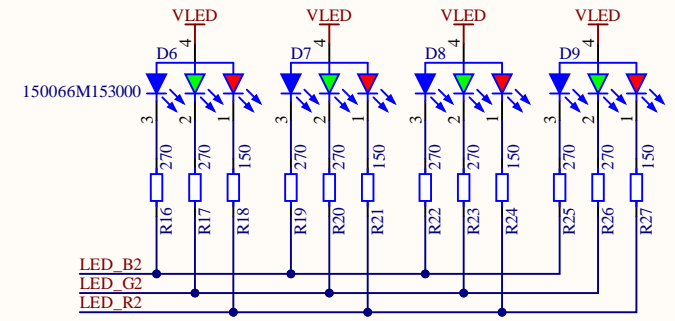 VLED VLED VLED VLED
4 4 4 4
D6 D7 D8 D9
150066M153000
3 2 1 3 2 1 3 2 1 3 2 1
270 270 150 270 270 150 270 270 150 270 270 150
R16 R17 R18 R19 R20 R21 R22 R23 R24 R25 R26 R27
LED_B2
LED_G2
LED_R2